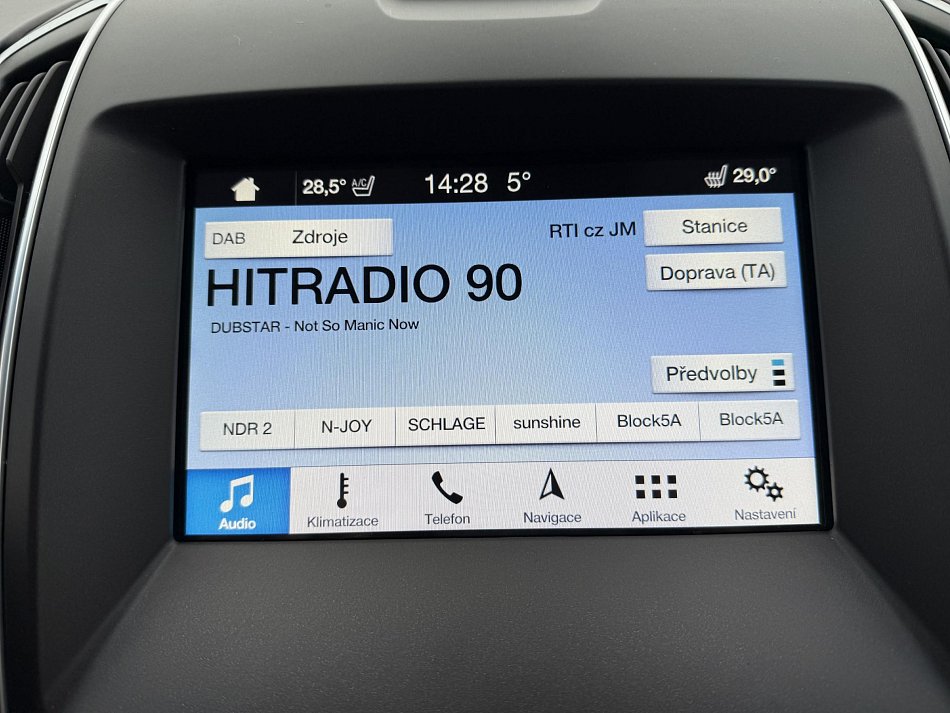 28,5° A/C 14:28 5° 29,0°
DAB Zdroje RTI cz JM Stanice
HITRADIO 90 Doprava (TA)
DUBSTAR - Not So Manic Now
Předvolby
NDR 2 N-JOY SCHLAGE sunshine Block5A Block5A
Audio Klimatizace Telefon Navigace Aplikace Nastavení